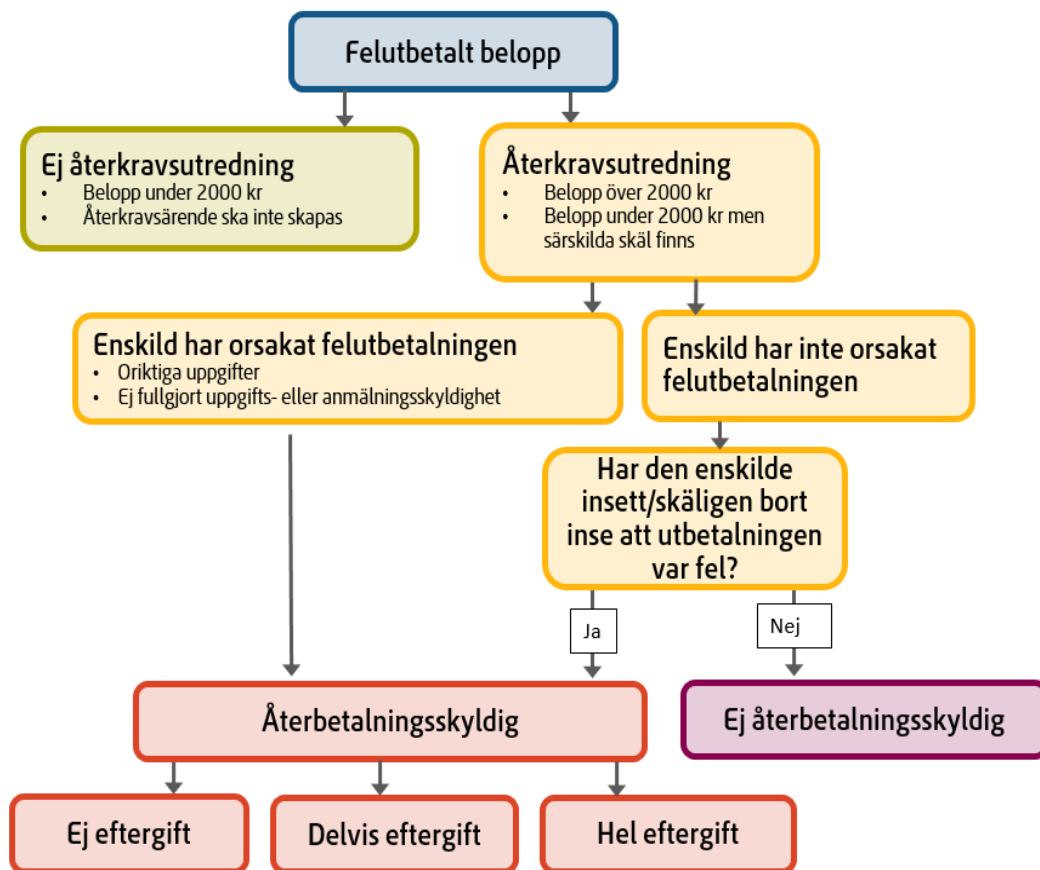 Felutbetalt belopp
Ej återkravsutredning
• Belopp under 2000 kr
• Återkravsärende ska inte skapas
Återkravsutredning
• Belopp över 2000 kr
• Belopp under 2000 kr men
särskilda skäl finns
Enskild har orsakat felutbetalningen
• Oriktiga uppgifter
• Ej fullgjort uppgifts- eller anmälningsskyldighet
Enskild har inte orsakat
felutbetalningen
Har den enskilde
insett/skäligen bort
inse att utbetalningen
var fel?
Ja
Nej
Återbetalningsskyldig
Ej återbetalningsskyldig
Ej eftergift
Delvis eftergift
Hel eftergift